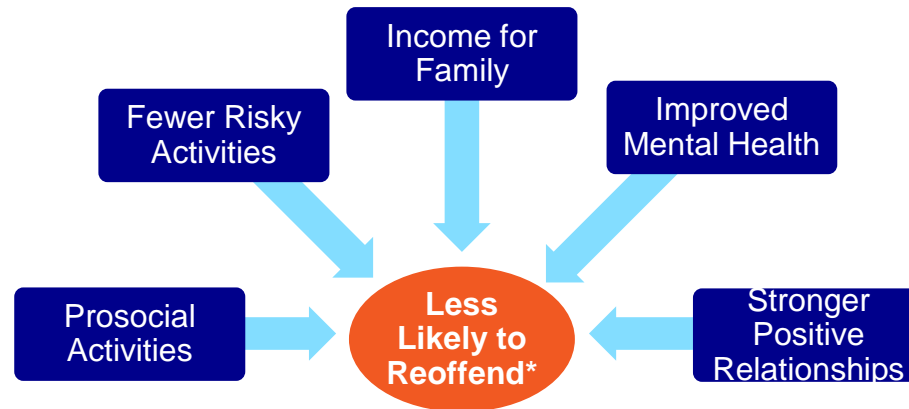 Income for
Family
Fewer Risky
Activities
Improved
Mental Health
Prosocial
Activities
Less
Likely to
Reoffend*
Stronger
Positive
Relationships